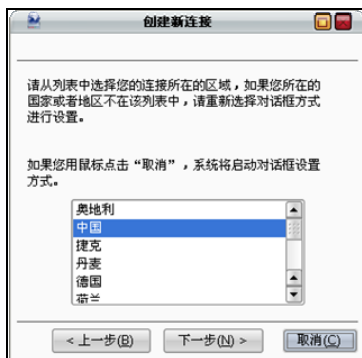 创建新连接
请从列表中选择您的连接所在的区域，如果您所在的
国家或者地区不在该列表中，请重新选择对话框方式
进行设置。
如果您用鼠标点击“取消”，系统将启动对话框设置
方式。
奥地利
中国
捷克
丹麦
德国
荷兰
< 上一步(B)
下一步(N) >
取消(C)